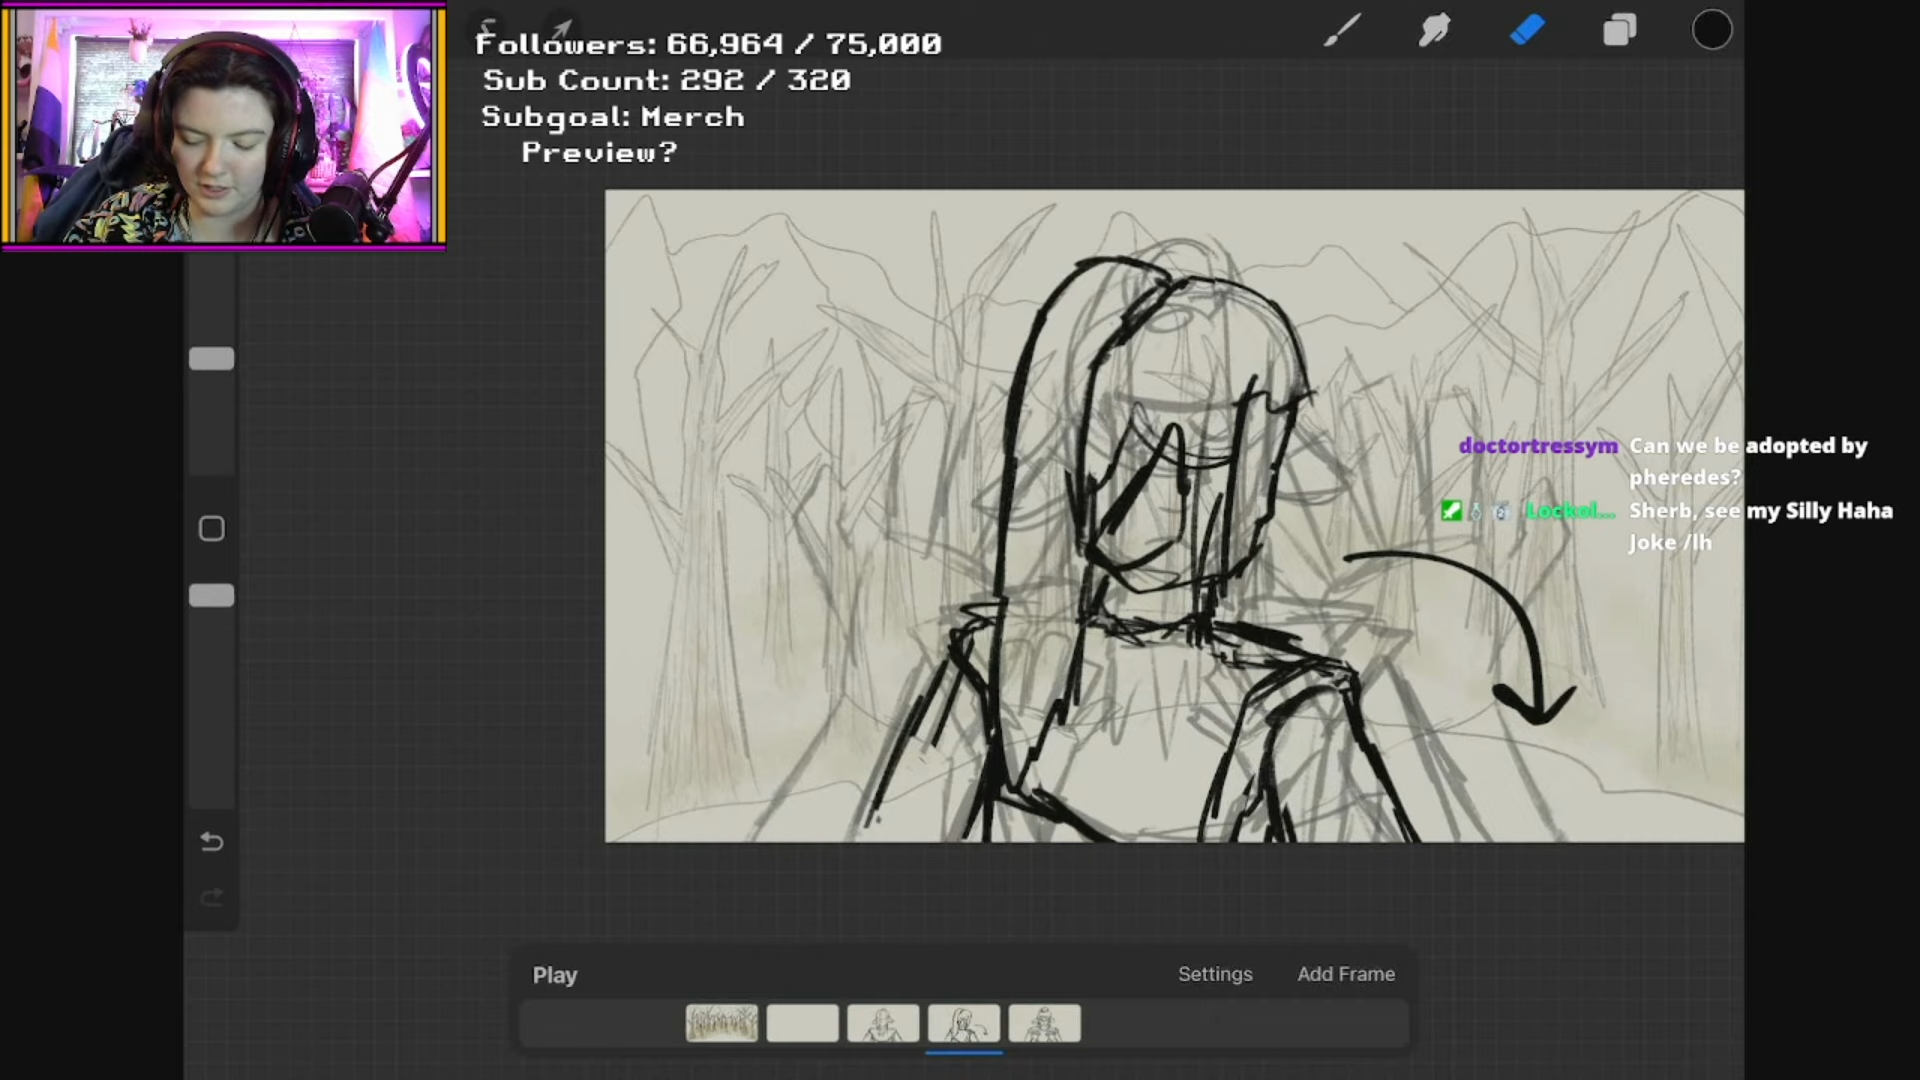 Followers: 66,964 / 75,000
Sub Count: 292 / 320
Subgoal: Merch
Preview?
doctortressym Can we be adopted by
pheredes?
Lockol... Sherb, see my Silly Haha
Joke /lh
Play
Settings
Add Frame